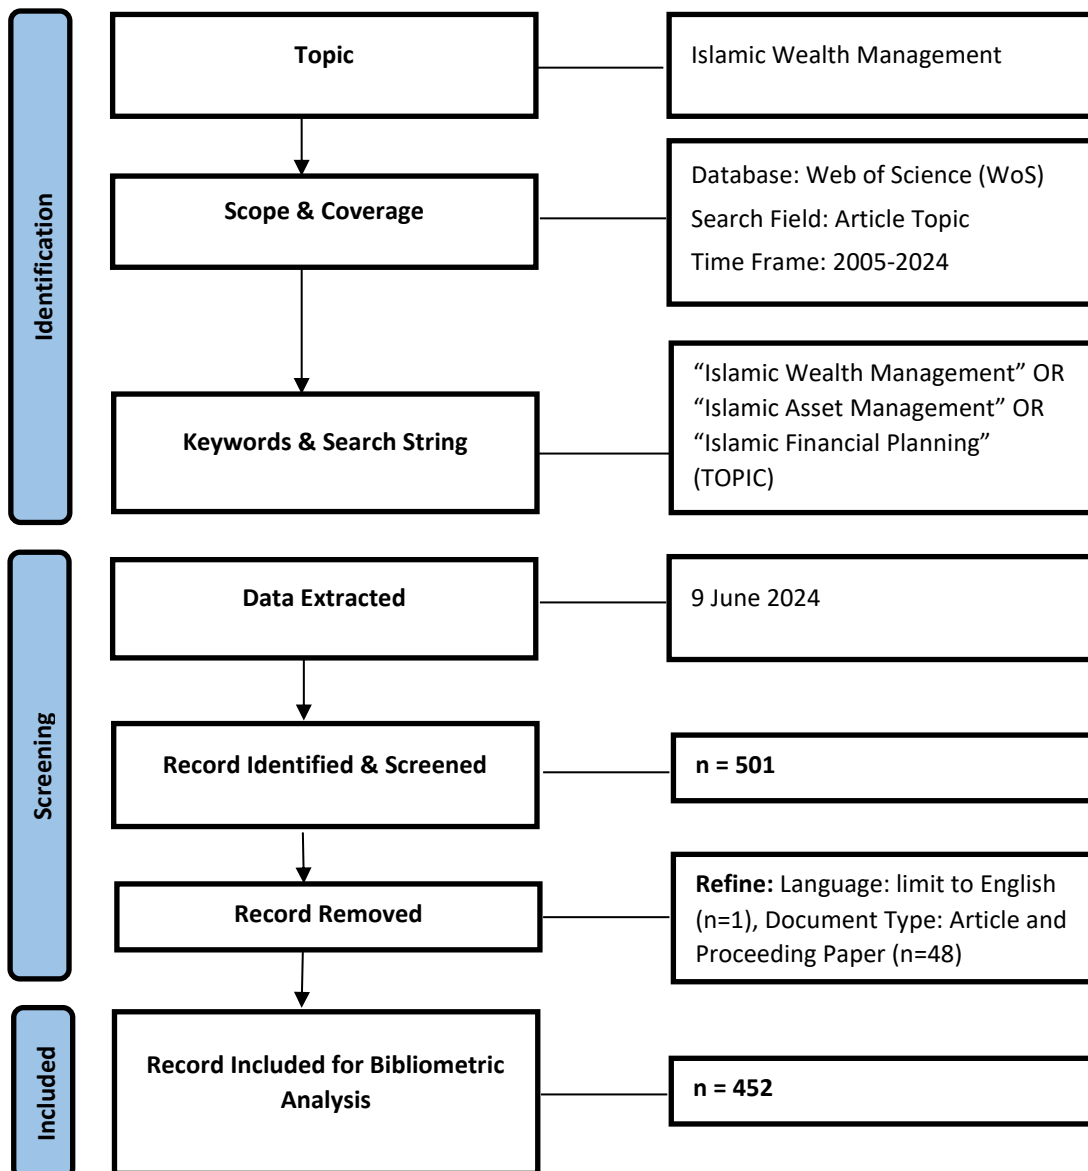 Identification
Topic
Islamic Wealth Management
Scope & Coverage
Database: Web of Science (WoS)
Search Field: Article Topic
Time Frame: 2005-2024
Keywords & Search String
“Islamic Wealth Management” OR
“Islamic Asset Management” OR
“Islamic Financial Planning”
(TOPIC)
Screening
Data Extracted
9 June 2024
Record Identified & Screened
n = 501
Record Removed
Refine: Language: limit to English
(n=1), Document Type: Article and
Proceeding Paper (n=48)
Included
Record Included for Bibliometric
Analysis
n = 452